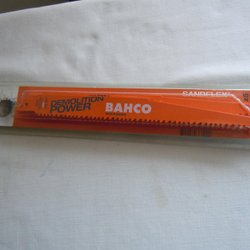 DEMOLITION
POWER
BAHCO
SANDFLEX